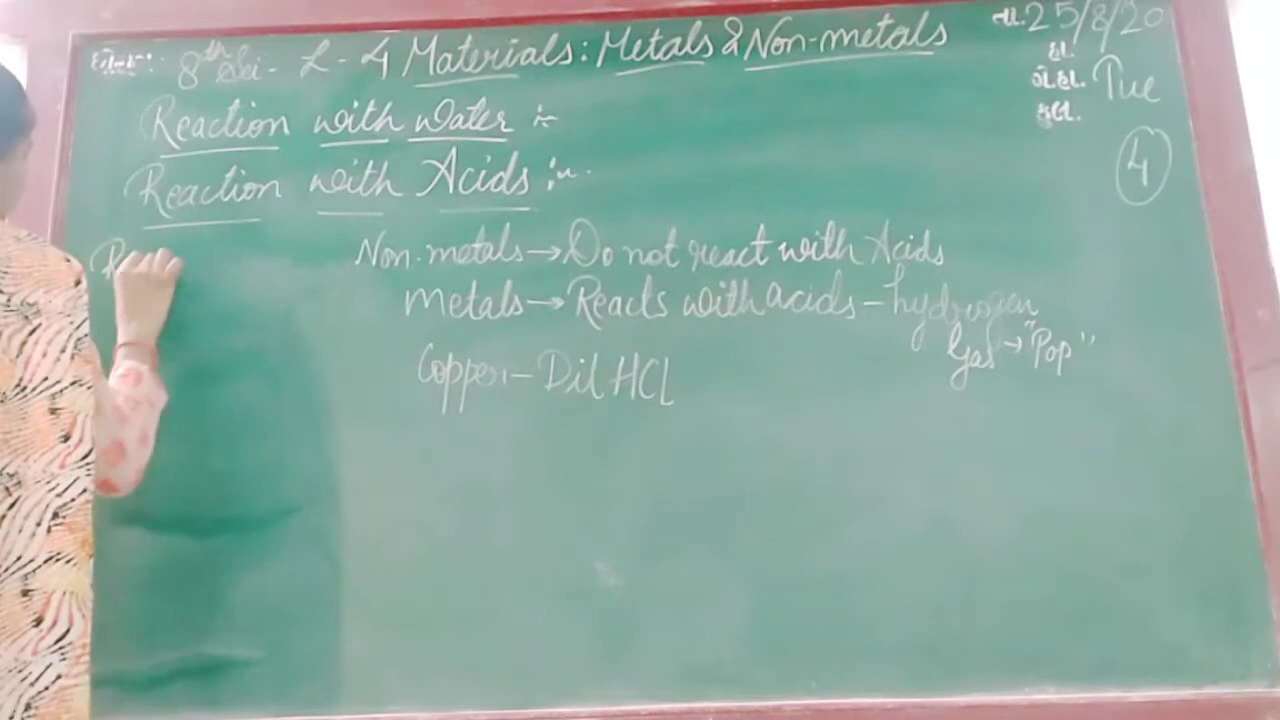 8th Sci - L - 4 Materials: Metals & Non-metals
તા. 25/8/20
Tue
Reaction with Water :-
4
Reaction with Acids :-
Non-metals → Do not react with Acids
Metals → Reacts with acids – hydrogen
gas → "Pop"
Copper – Dil HCL